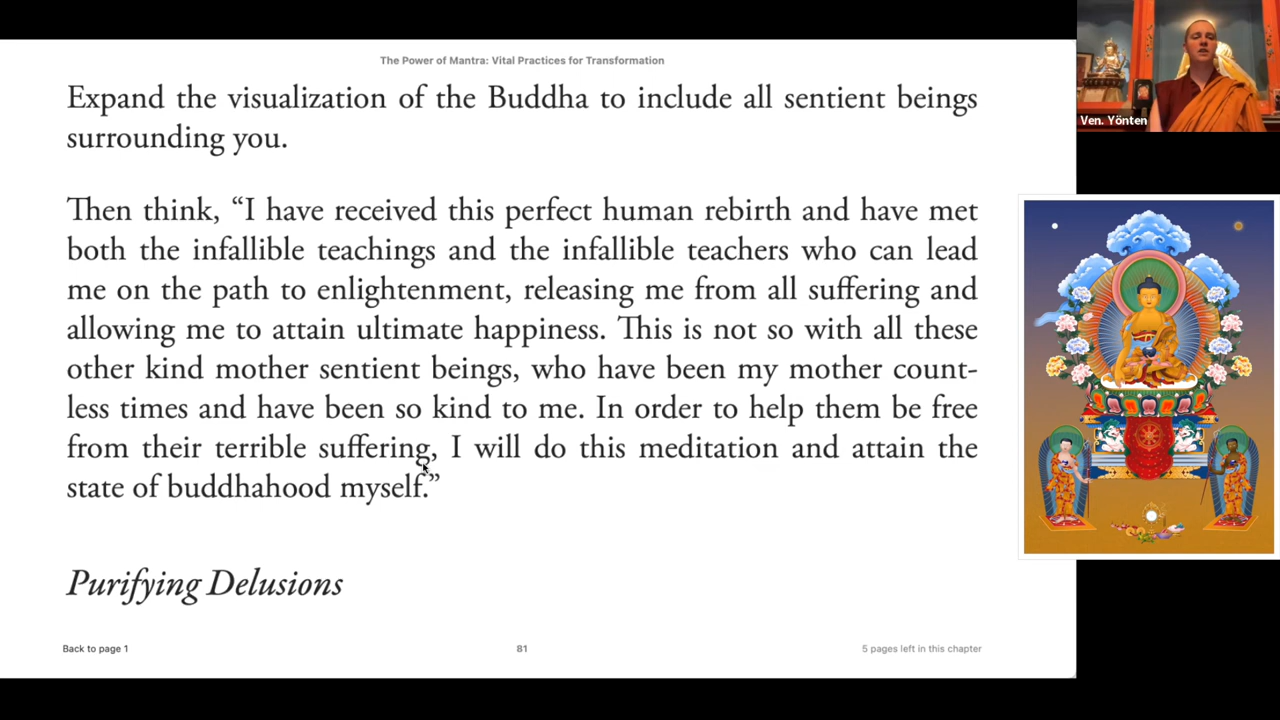 The Power of Mantra: Vital Practices for Transformation
Expand the visualization of the Buddha to include all sentient beings
surrounding you.
Then think, “I have received this perfect human rebirth and have met
both the infallible teachings and the infallible teachers who can lead
me on the path to enlightenment, releasing me from all suffering and
allowing me to attain ultimate happiness. This is not so with all these
other kind mother sentient beings, who have been my mother count-
less times and have been so kind to me. In order to help them be free
from their terrible suffering, I will do this meditation and attain the
state of buddhahood myself.”
Purifying Delusions
Back to page 1
81
5 pages left in this chapter
Ven. Yönten